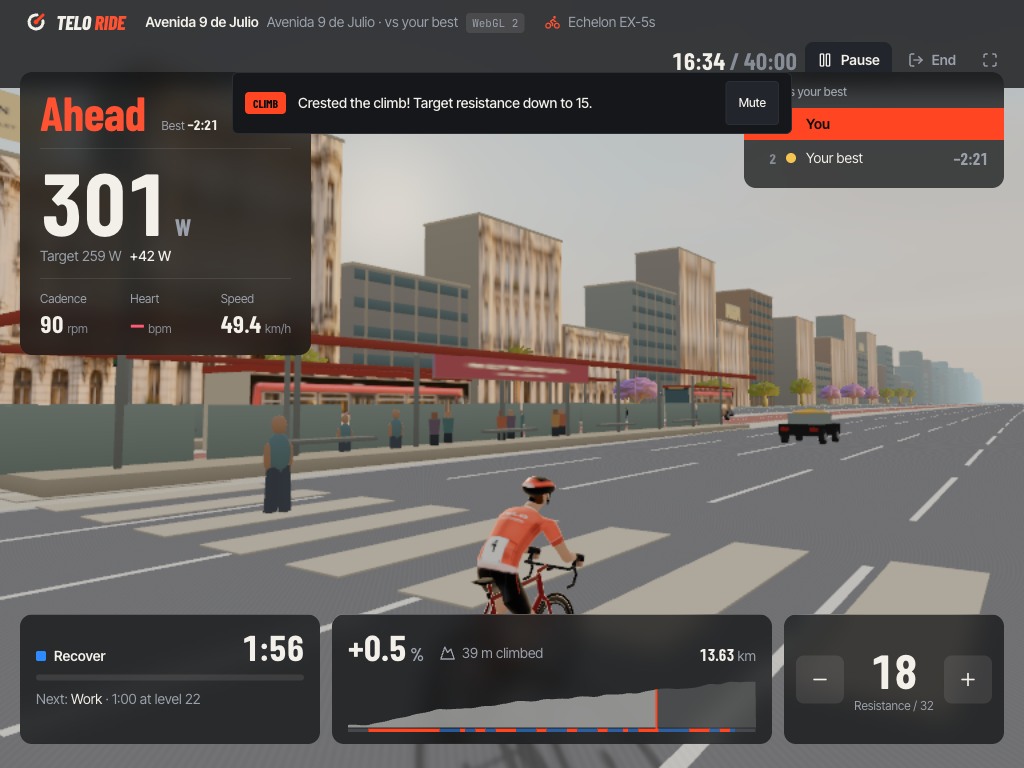 TELO RIDE Avenida 9 de Julio Avenida 9 de Julio · vs your best WebGL 2 Echelon EX-5s
16:34 / 40:00 Pause End
CLIMB Crested the climb! Target resistance down to 15. Mute
s your best
Ahead Best −2:21
You
2 Your best −2:21
301 W
Target 259 W +42 W
Cadence Heart Speed
90 rpm — bpm 49.4 km/h
Recover 1:56
Next: Work · 1:00 at level 22
+0.5 % 39 m climbed 13.63 km
− 18 +
Resistance / 32